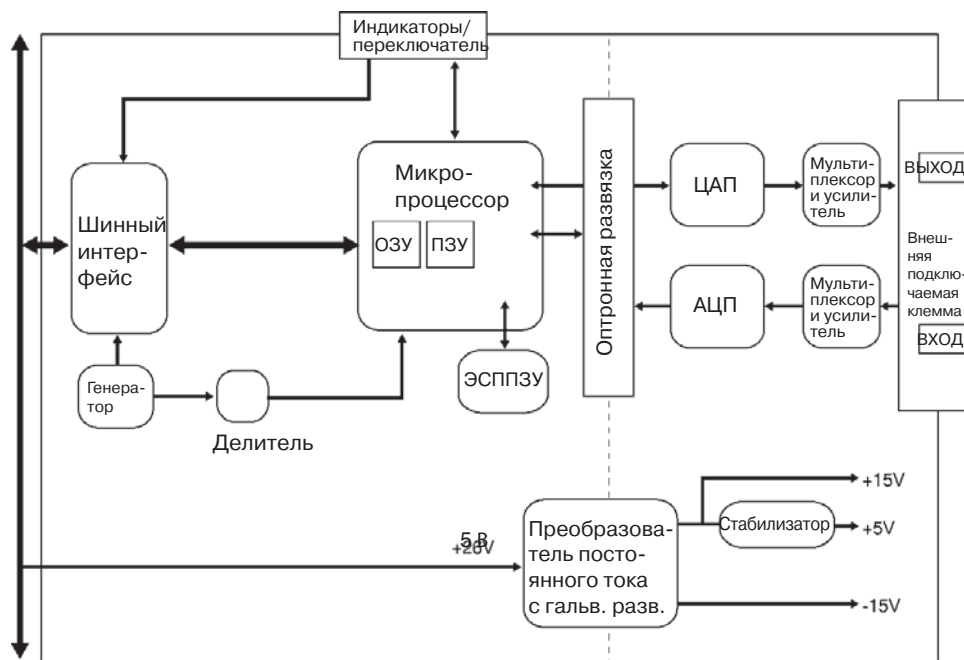 Индикаторы/
переключатель
Шинный
интер-
фейс
Микро-
процессор
ОЗУ
ПЗУ
Оптронная развязка
ЦАП
Мульти-
плексор
и усили-
тель
ВЫХОД
Внеш-
няя
подклю-
чаемая
клемма
АЦП
Мульти-
плексор
и усили-
тель
ВХОД
ЭСППЗУ
Генера-
тор
Делитель
+15V
Стабилизатор
+5V
Преобразова-
тель посто-
янного тока
с гальв. разв.
5 В
-15V